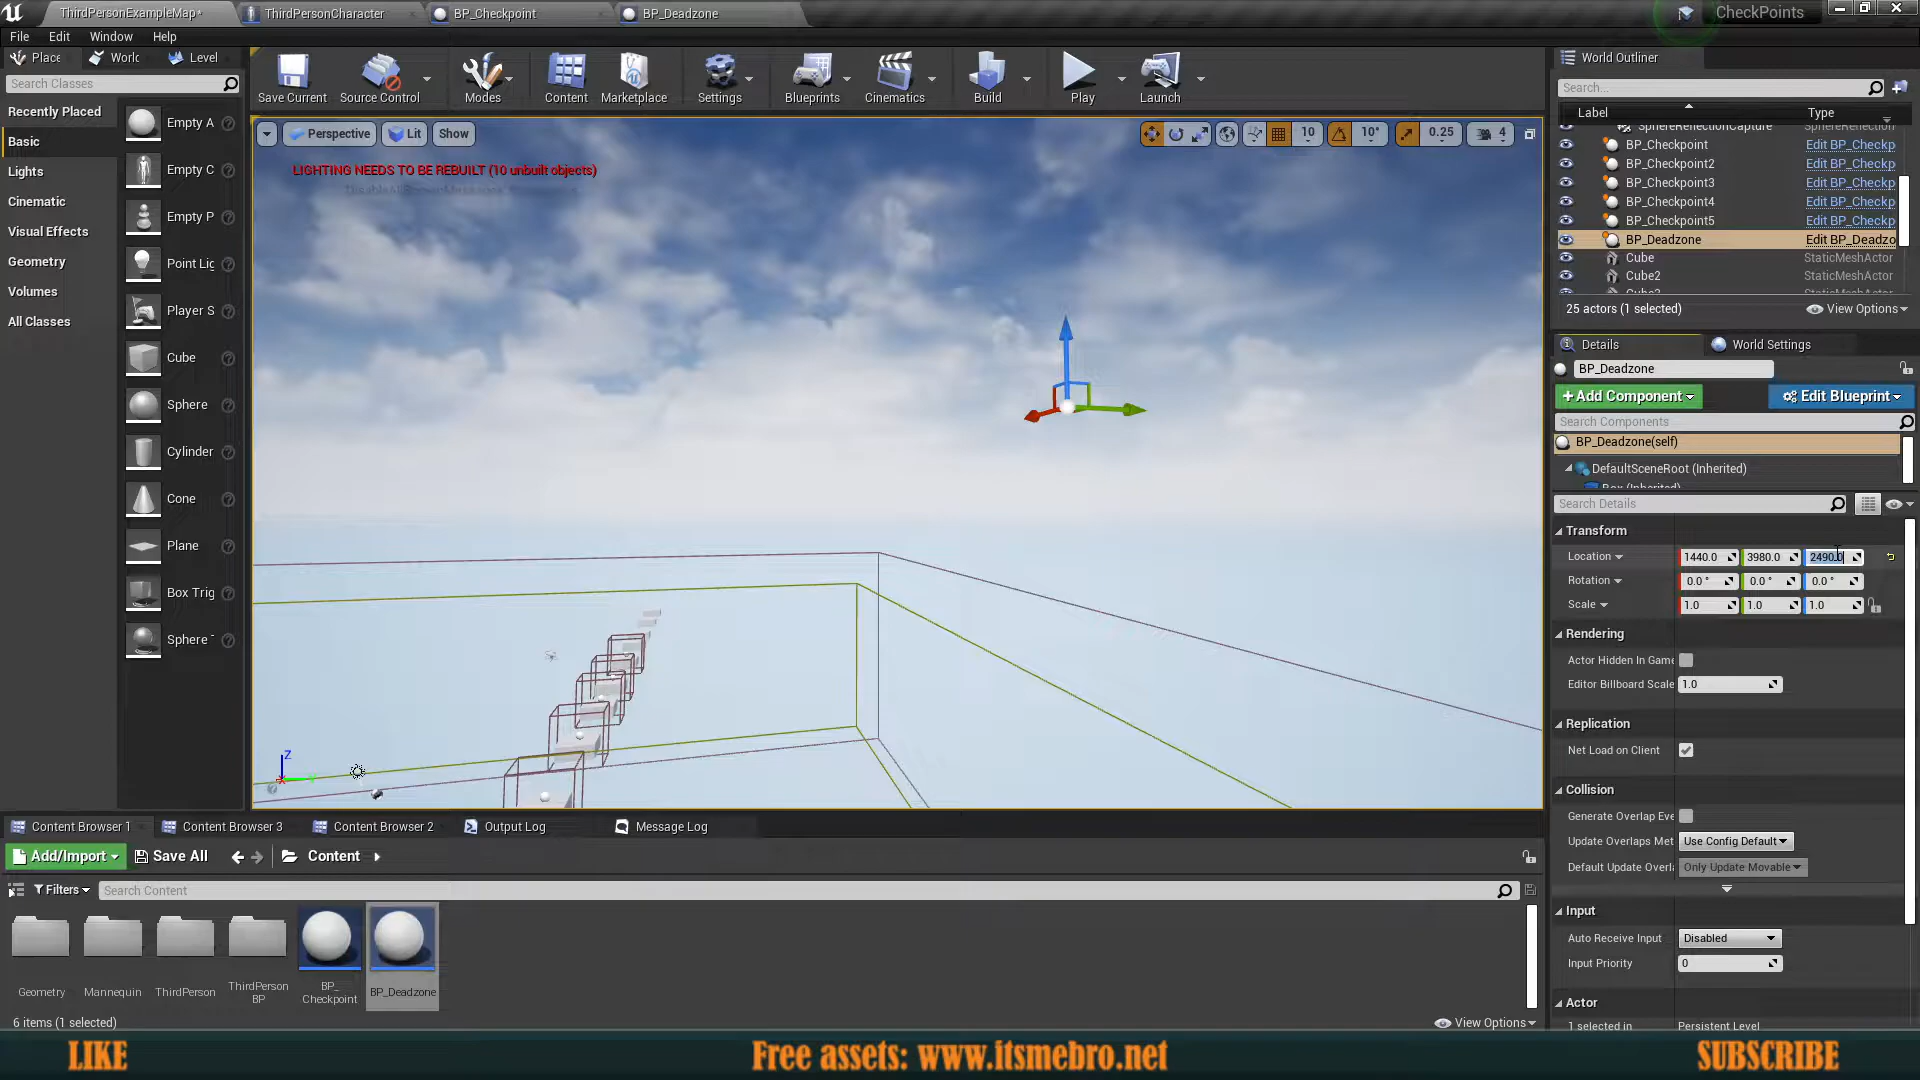 ThirdPersonExampleMap*
ThirdPersonCharacter
BP_Checkpoint
BP_Deadzone
CheckPoints
File
Edit
Window
Help
Place
World
Level
Search Classes
Recently Placed
Basic
Lights
Cinematic
Visual Effects
Geometry
Volumes
All Classes
Empty A
Empty C
Empty P
Point Lig
Player S
Cube
Sphere
Cylinder
Cone
Plane
Box Trig
Sphere
Save Current
Source Control
Modes
Content
Marketplace
Settings
Blueprints
Cinematics
Build
Play
Launch
Perspective
Lit
Show
10
10°
0.25
4
LIGHTING NEEDS TO BE REBUILT (10 unbuilt objects)
Z
World Outliner
Search...
Label
Type
SphereReflectionCapture
SphereReflection
BP_Checkpoint
Edit BP_Checkp
BP_Checkpoint2
Edit BP_Checkp
BP_Checkpoint3
Edit BP_Checkp
BP_Checkpoint4
Edit BP_Checkp
BP_Checkpoint5
Edit BP_Checkp
BP_Deadzone
Edit BP_Deadzo
Cube
StaticMeshActor
Cube2
StaticMeshActor
25 actors (1 selected)
View Options
Details
World Settings
BP_Deadzone
+Add Component
Edit Blueprint
Search Components
BP_Deadzone(self)
DefaultSceneRoot (Inherited)
Box (Inherited)
Search Details
Transform
Location
1440.0
3980.0
2490.0
Rotation
0.0 °
0.0 °
0.0 °
Scale
1.0
1.0
1.0
Rendering
Actor Hidden In Game
Editor Billboard Scale
1.0
Replication
Net Load on Client
Collision
Generate Overlap Eve
Update Overlaps Met
Use Config Default
Default Update Overla
Only Update Movable
Input
Auto Receive Input
Disabled
Input Priority
0
Actor
1 selected in
Persistent Level
Content Browser 1
Content Browser 3
Content Browser 2
Output Log
Message Log
Add/Import
Save All
Content
Filters
Search Content
Geometry
Mannequin
ThirdPerson
ThirdPerson
BP
BP_
Checkpoint
BP_Deadzone
6 items (1 selected)
View Options
LIKE
Free assets: www.itsmebro.net
SUBSCRIBE